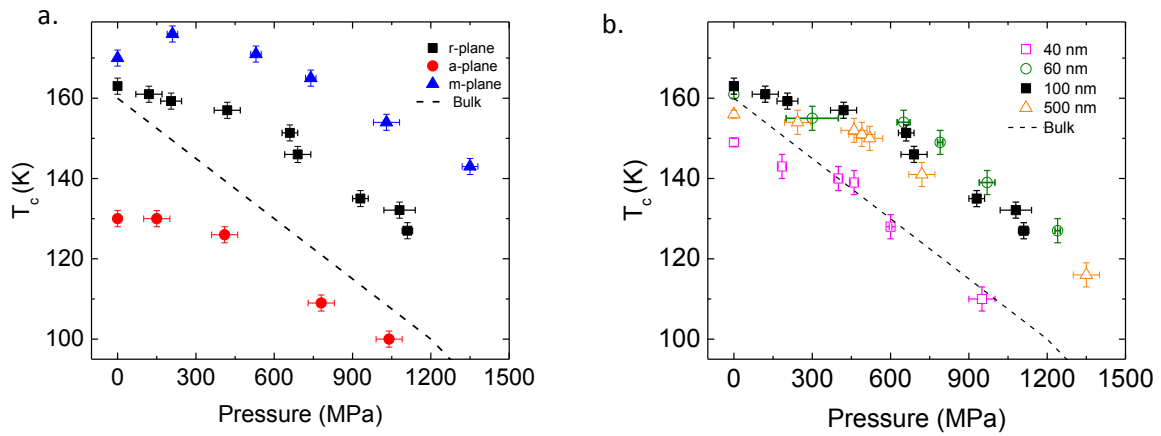 a.
r-plane
a-plane
m-plane
Bulk
160
140
120
100
T_c (K)
0 300 600 900 1200 1500
Pressure (MPa)
b.
40 nm
60 nm
100 nm
500 nm
Bulk
160
140
120
100
T_c (K)
0 300 600 900 1200 1500
Pressure (MPa)